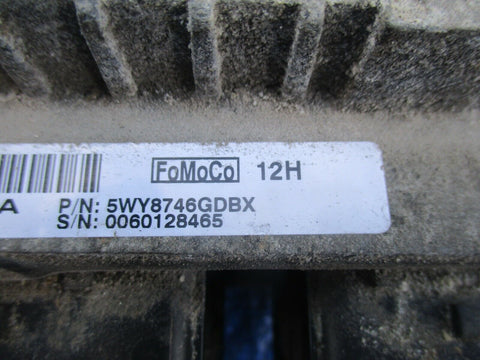 FoMoCo 12H
A P/N: 5WY8746GDBX
S/N: 0060128465